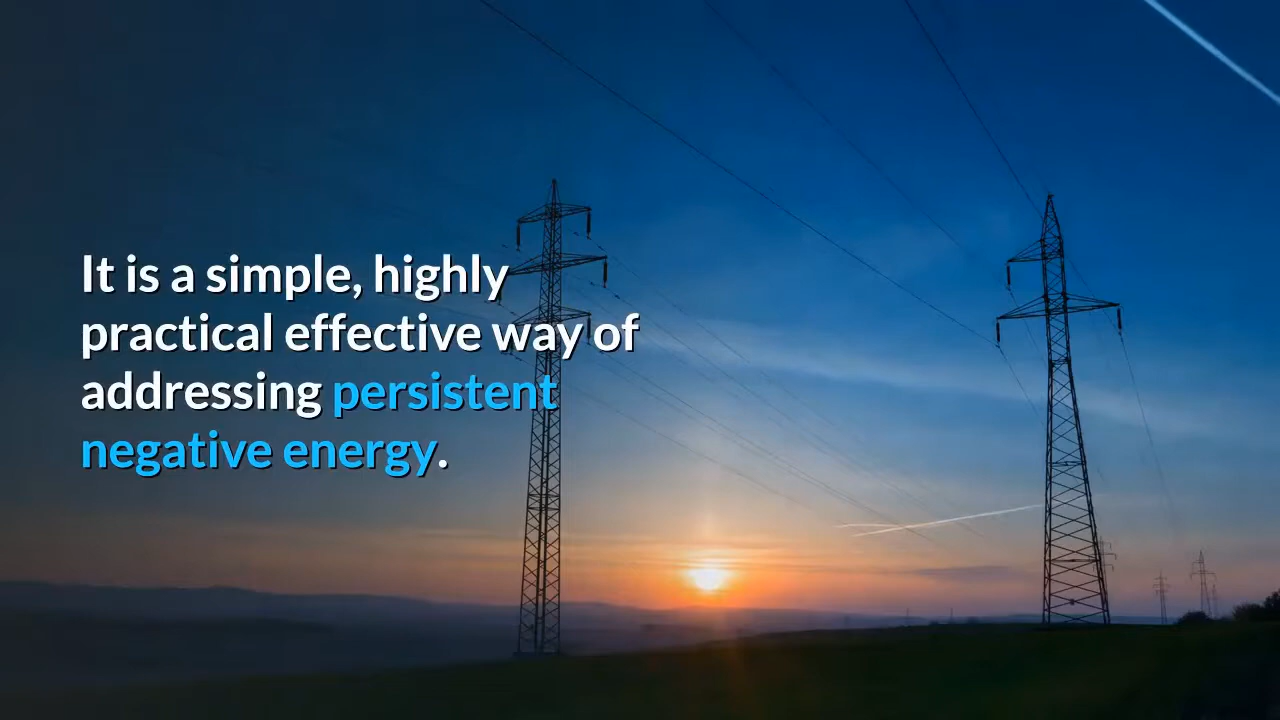 It is a simple, highly
practical effective way of
addressing persistent
negative energy.